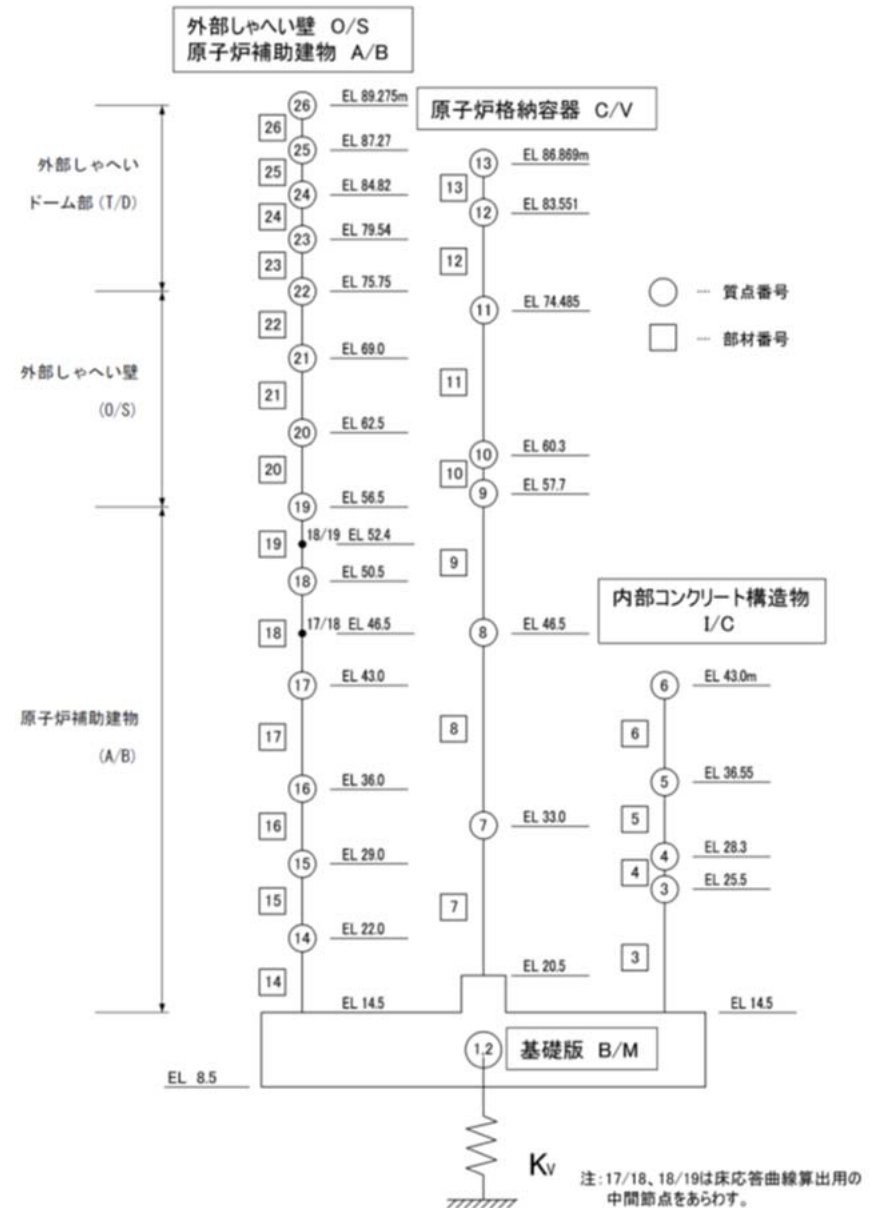 外部しゃへい壁 O/S
原子炉補助建物 A/B
原子炉格納容器 C/V
内部コンクリート構造物
I/C
外部しゃへい
ドーム部(T/D)
外部しゃへい壁
(O/S)
原子炉補助建物
(A/B)
26 EL 89.275m
26
25 EL 87.27
25
24 EL 84.82
24
23 EL 79.54
23
22 EL 75.75
22
21 EL 69.0
21
20 EL 62.5
20
19 EL 56.5
19
18/19 EL 52.4
18 EL 50.5
18
17/18 EL 46.5
17 EL 43.0
17
16 EL 36.0
16
15 EL 29.0
15
14 EL 22.0
14
EL 14.5
13 EL 86.869m
13
12 EL 83.551
12
11 EL 74.485
11
10 EL 60.3
10
9 EL 57.7
9
8 EL 46.5
8
7 EL 33.0
7
EL 20.5
○ … 質点番号
□ … 部材番号
6 EL 43.0m
6
5 EL 36.55
5
4 EL 28.3
4
3 EL 25.5
3
EL 14.5
1,2 基礎版 B/M
EL 8.5
KV
注:17/18、18/19は床応答曲線算出用の
中間節点をあらわす。